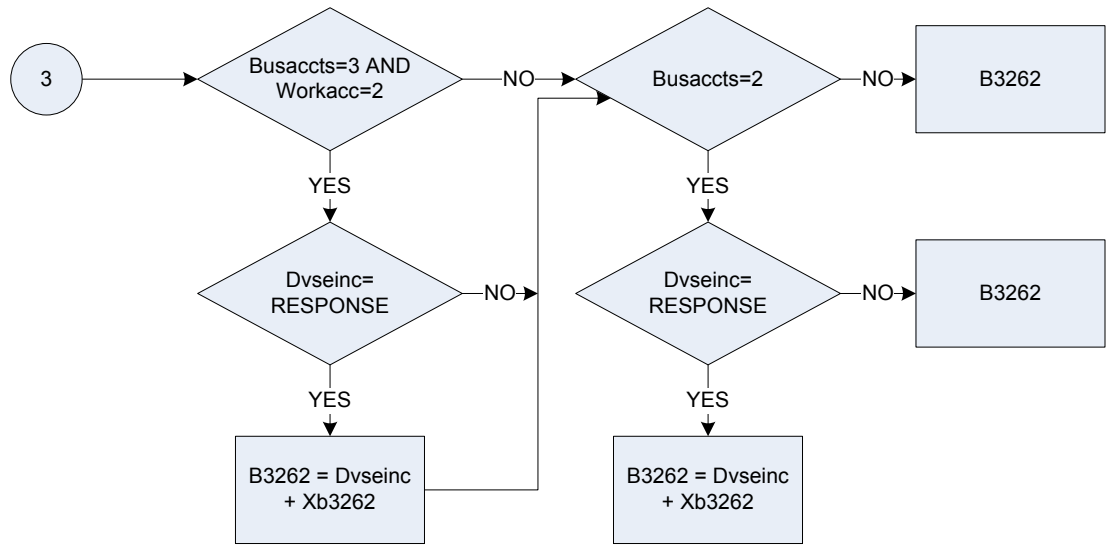 3
Busaccts=3 AND
Workacc=2
NO
Busaccts=2
NO
B3262
YES
YES
Dvseinc=
RESPONSE
NO
Dvseinc=
RESPONSE
NO
B3262
YES
YES
B3262 = Dvseinc
+ Xb3262
B3262 = Dvseinc
+ Xb3262